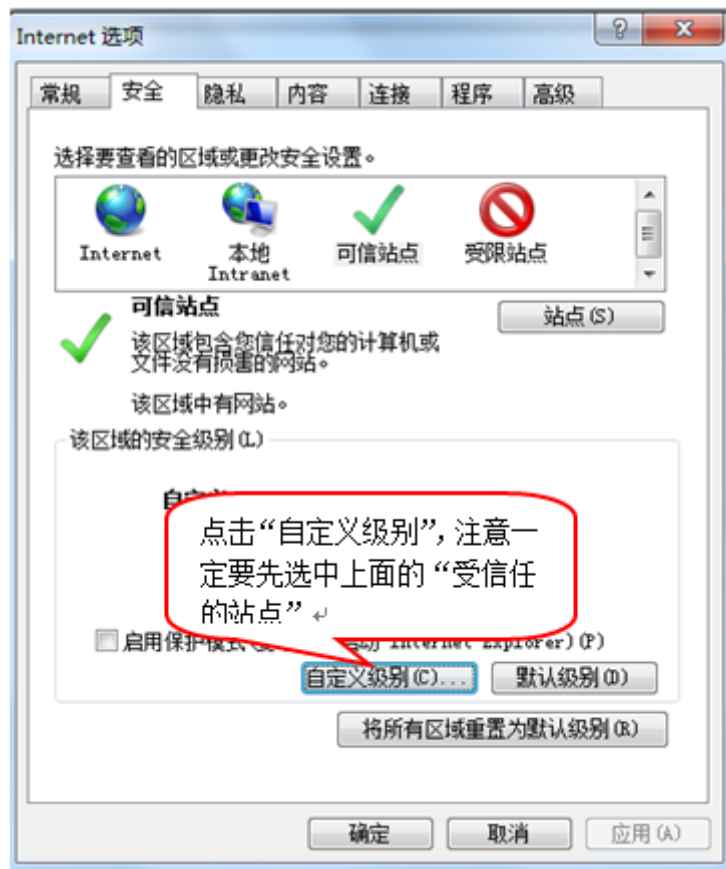 Internet 选项
常规 安全 隐私 内容 连接 程序 高级
选择要查看的区域或更改安全设置。
Internet 本地 Intranet 可信站点 受限站点
可信站点
站点(S)
该区域包含您信任对您的计算机或
文件没有损害的网站。
该区域中有网站。
该区域的安全级别(L)
点击“自定义级别”，注意一
定要先选中上面的“受信任
的站点”
启用保护模式 Internet Explorer)(P)
自定义级别(C)... 默认级别(D)
将所有区域重置为默认级别(R)
确定 取消 应用(A)